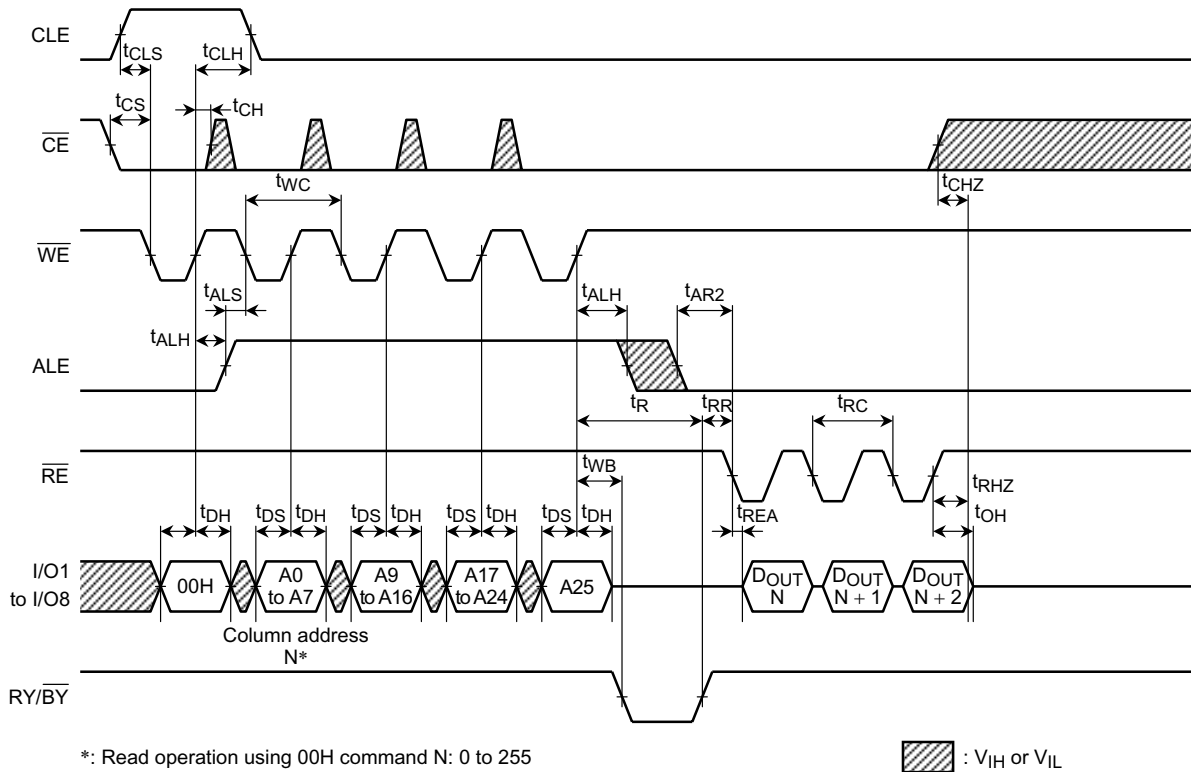 CLE
tCLS
tCLH
tCS
tCH
CE
tCHZ
tWC
WE
tALS
tALH
tAR2
tALH
ALE
tR
tRR
tRC
RE
tWB
tRHZ
tREA
tOH
tDH
tDS
tDH
tDS
tDH
tDS
tDH
tDS
tDH
I/O1
to I/O8
00H
A0
to A7
A9
to A16
A17
to A24
A25
DOUT
N
DOUT
N + 1
DOUT
N + 2
Column address
N*
RY/BY
*: Read operation using 00H command N: 0 to 255
: VIH or VIL